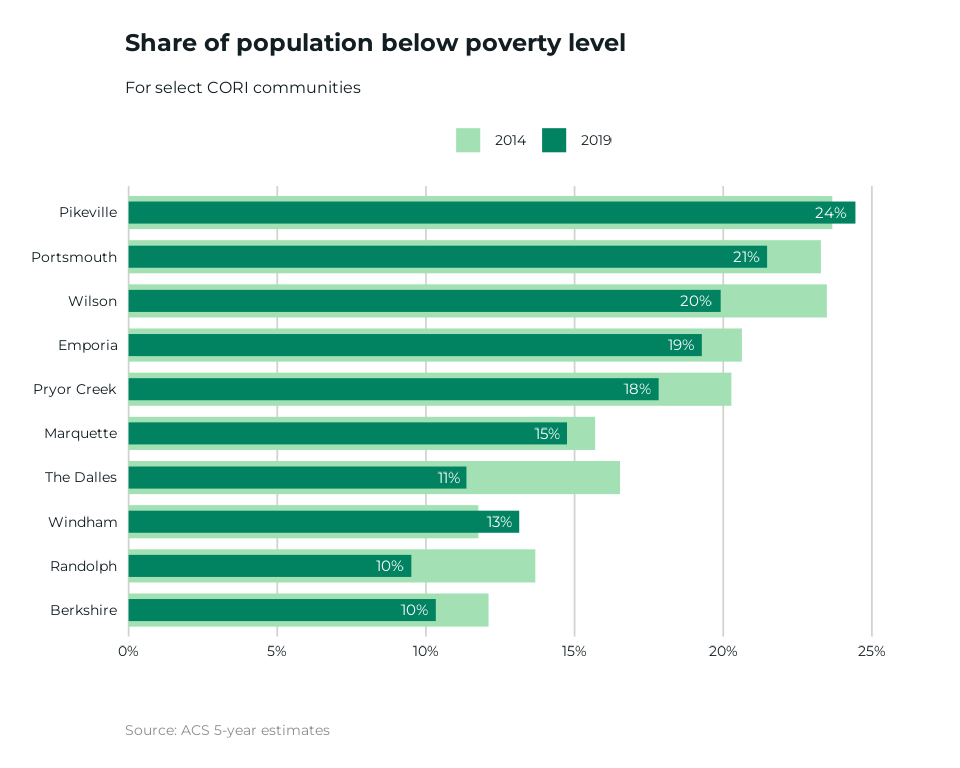 Share of population below poverty level
For select CORI communities
2014 2019
Pikeville 24%
Portsmouth 21%
Wilson 20%
Emporia 19%
Pryor Creek 18%
Marquette 15%
The Dalles 11%
Windham 13%
Randolph 10%
Berkshire 10%
0% 5% 10% 15% 20% 25%
Source: ACS 5-year estimates